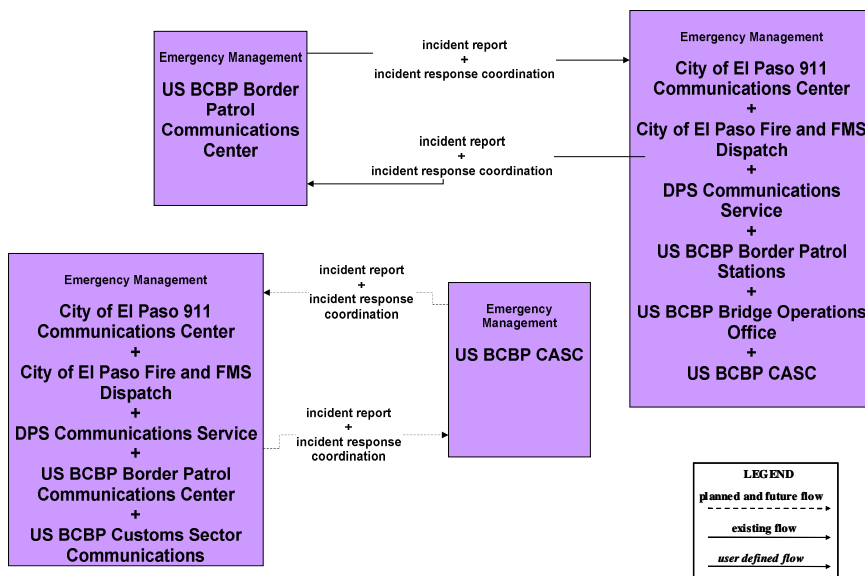 Emergency Management
US BCBP Border
Patrol
Communications
Center
incident report
+
incident response coordination
incident report
+
incident response coordination
Emergency Management
City of El Paso 911
Communications Center
+
City of El Paso Fire and FMS
Dispatch
+
DPS Communications
Service
+
US BCBP Border Patrol
Stations
+
US BCBP Bridge Operations
Office
+
US BCBP CASC
Emergency Management
City of El Paso 911
Communications Center
+
City of El Paso Fire and FMS
Dispatch
+
DPS Communications Service
+
US BCBP Border Patrol
Communications Center
+
US BCBP Customs Sector
Communications
incident report
+
incident response
coordination
incident report
+
incident response
coordination
Emergency
Management
US BCBP CASC
LEGEND
planned and future flow
existing flow
user defined flow